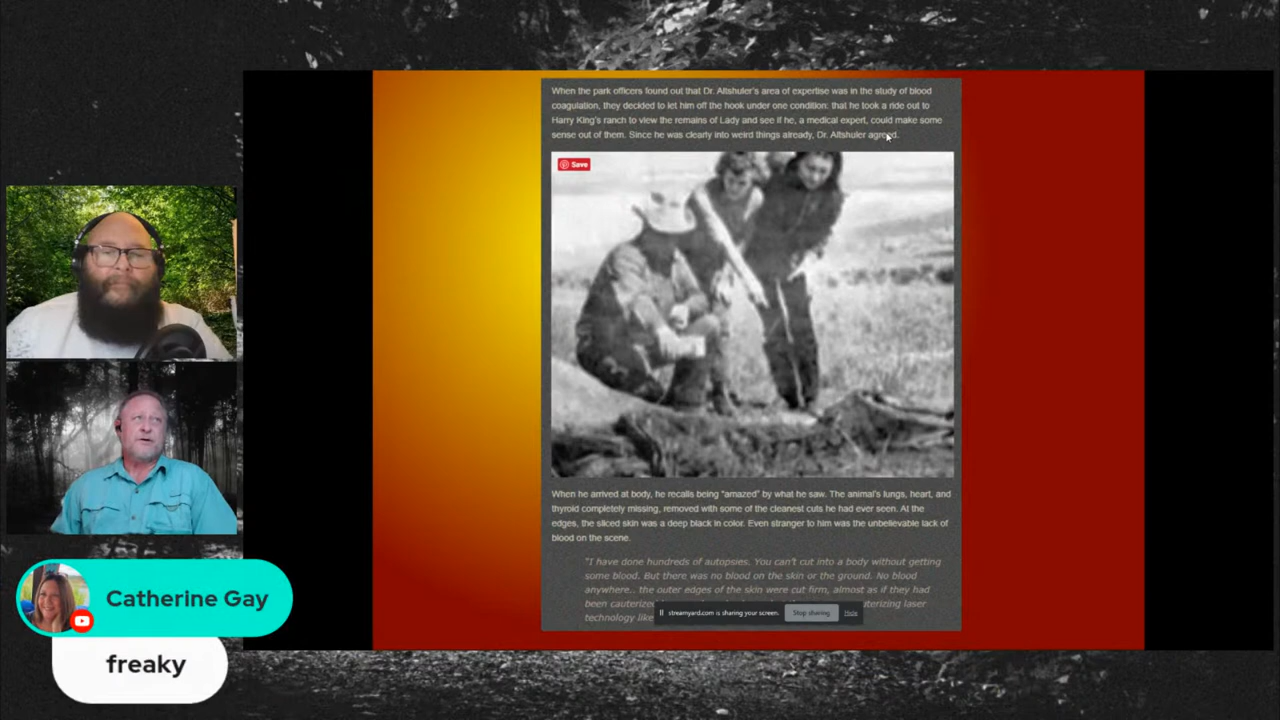 When the park officers found out that Dr. Altshuler's area of expertise was in the study of blood
coagulation, they decided to let him off the hook under one condition: that he took a ride out to
Harry King's ranch to view the remains of Lady and see if he, a medical expert, could make some
sense out of them. Since he was clearly into weird things already, Dr. Altshuler agreed.
Save
When he arrived at body, he recalls being "amazed" by what he saw. The animal's lungs, heart, and
thyroid completely missing, removed with some of the cleanest cuts he had ever seen. At the
edges, the sliced skin was a deep black in color. Even stranger to him was the unbelievable lack of
blood on the scene.
"I have done hundreds of autopsies. You can't cut into a body without getting
some blood. But there was no blood on the skin or the ground. No blood
anywhere.. the outer edges of the skin were cut firm, almost as if they had
been cauterized
technology like
streamyard.com is sharing your screen.
Stop sharing
Hide
Catherine Gay
freaky